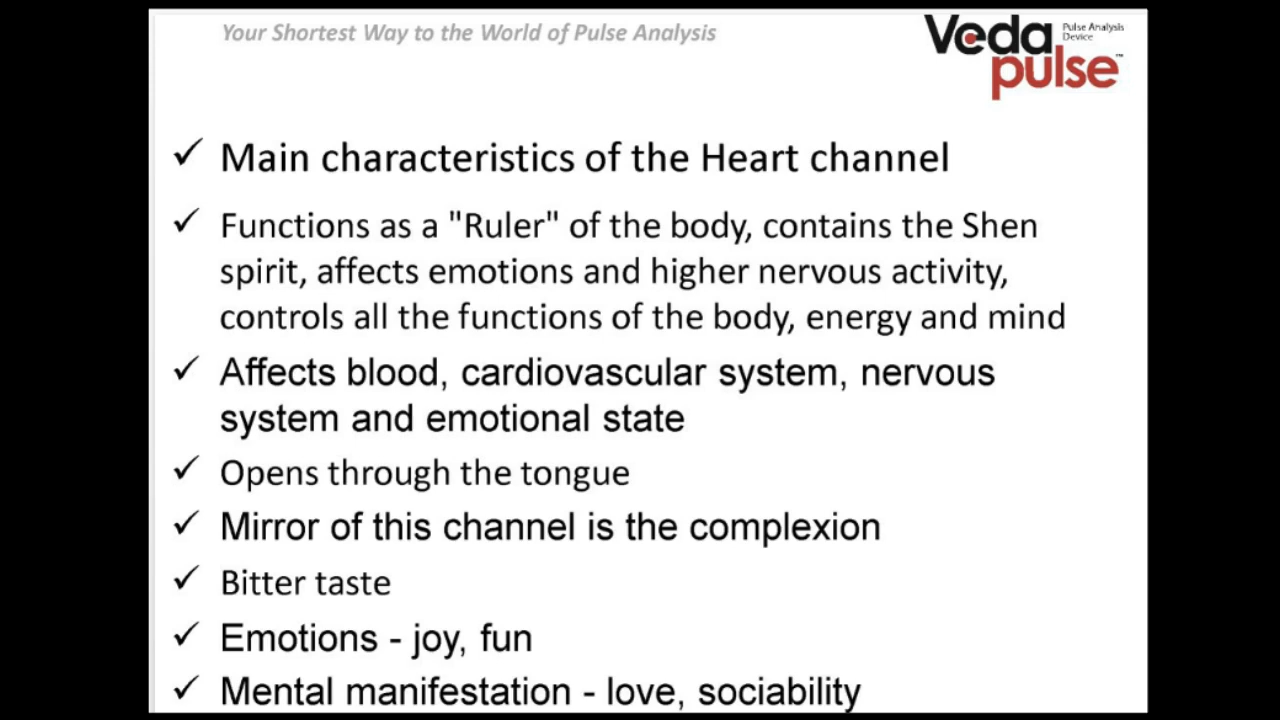 Your Shortest Way to the World of Pulse Analysis
Veda Pulse Analysis
Device
pulse™
✓ Main characteristics of the Heart channel
✓ Functions as a "Ruler" of the body, contains the Shen
spirit, affects emotions and higher nervous activity,
controls all the functions of the body, energy and mind
✓ Affects blood, cardiovascular system, nervous
system and emotional state
✓ Opens through the tongue
✓ Mirror of this channel is the complexion
✓ Bitter taste
✓ Emotions - joy, fun
✓ Mental manifestation - love, sociability